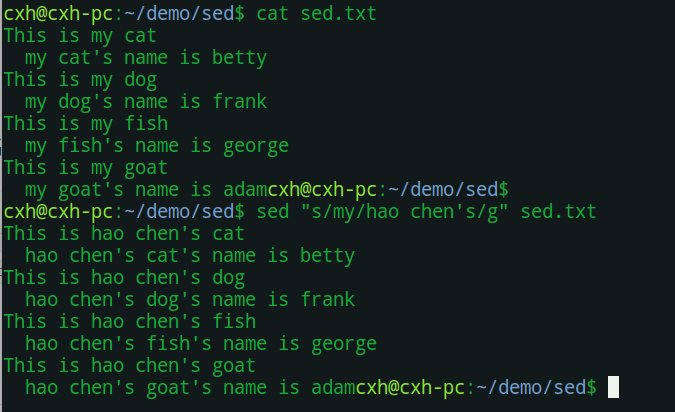 cxh@cxh-pc:~/demo/sed$ cat sed.txt
This is my cat
  my cat's name is betty
This is my dog
  my dog's name is frank
This is my fish
  my fish's name is george
This is my goat
  my goat's name is adamcxh@cxh-pc:~/demo/sed$
cxh@cxh-pc:~/demo/sed$ sed "s/my/hao chen's/g" sed.txt
This is hao chen's cat
  hao chen's cat's name is betty
This is hao chen's dog
  hao chen's dog's name is frank
This is hao chen's fish
  hao chen's fish's name is george
This is hao chen's goat
  hao chen's goat's name is adamcxh@cxh-pc:~/demo/sed$